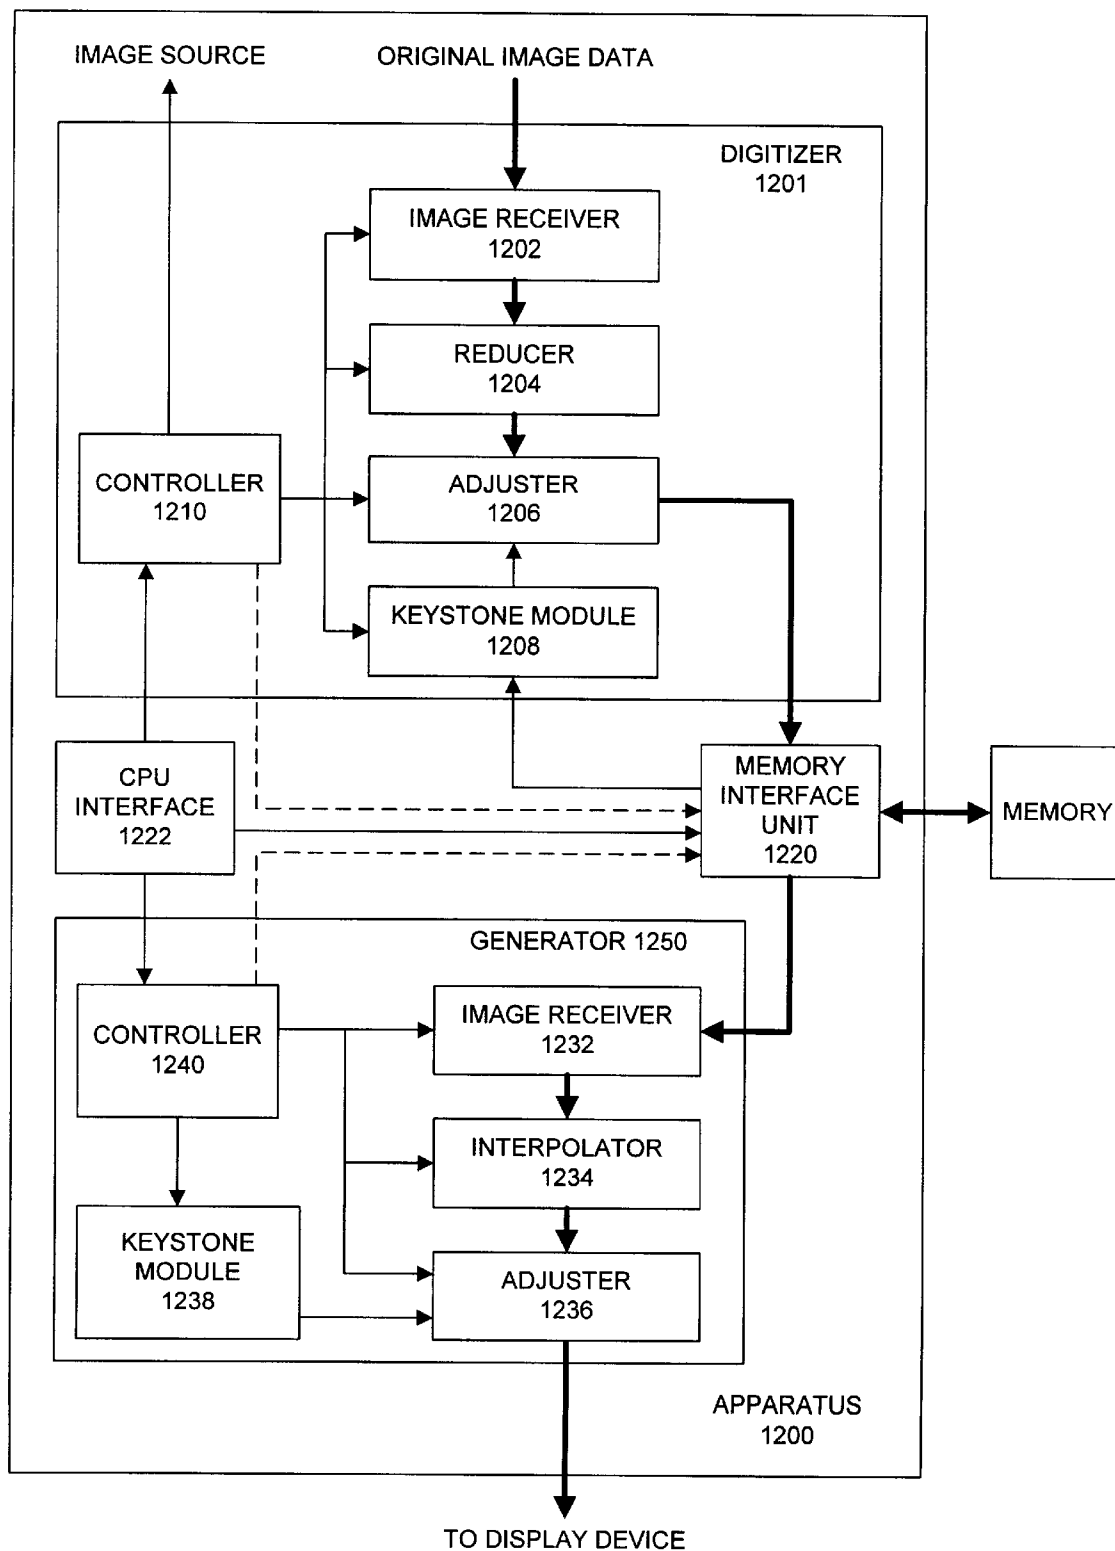 IMAGE SOURCE
ORIGINAL IMAGE DATA
DIGITIZER
1201
IMAGE RECEIVER
1202
REDUCER
1204
CONTROLLER
1210
ADJUSTER
1206
KEYSTONE MODULE
1208
CPU
INTERFACE
1222
MEMORY
INTERFACE
UNIT
1220
MEMORY
GENERATOR 1250
CONTROLLER
1240
IMAGE RECEIVER
1232
INTERPOLATOR
1234
KEYSTONE
MODULE
1238
ADJUSTER
1236
APPARATUS
1200
TO DISPLAY DEVICE